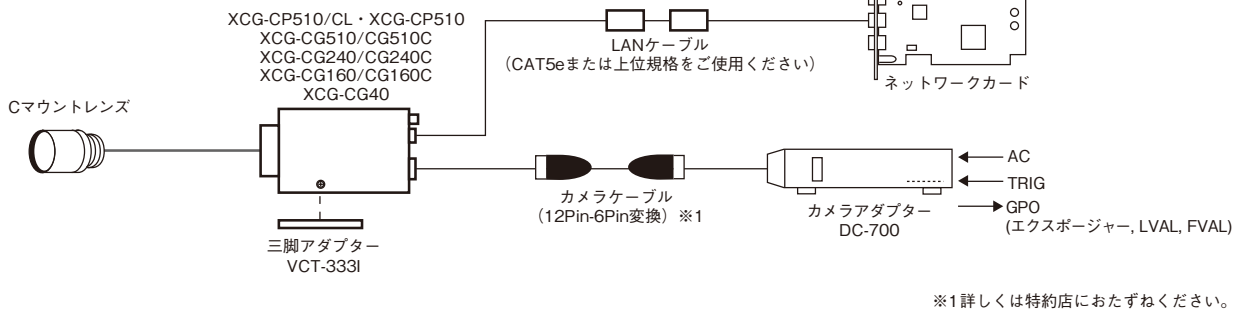 XCG-CP510/CL・XCG-CP510
XCG-CG510/CG510C
XCG-CG240/CG240C
XCG-CG160/CG160C
XCG-CG40
LANケーブル
（CAT5eまたは上位規格をご使用ください）
ネットワークカード
Cマウントレンズ
カメラケーブル
（12Pin-6Pin変換）※1
カメラアダプター
DC-700
AC
TRIG
GPO
(エクスポージャー, LVAL, FVAL)
三脚アダプター
VCT-333I
※1詳しくは特約店におたずねください。